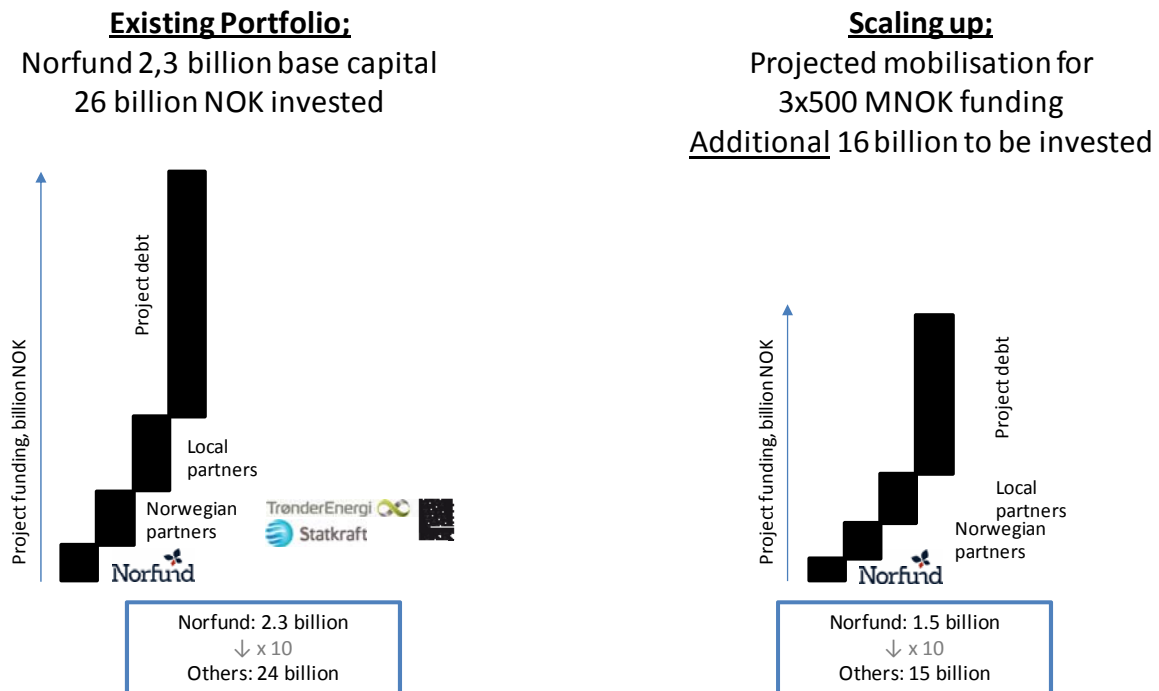 Existing Portfolio;
Norfund 2,3 billion base capital
26 billion NOK invested
Project funding, billion NOK
Project debt
Local
partners
Norwegian
partners
TrønderEnergi
Statkraft
Norfund
Norfund: 2.3 billion
↓ x 10
Others: 24 billion
Scaling up;
Projected mobilisation for
3x500 MNOK funding
Additional 16 billion to be invested
Project funding, billion NOK
Project debt
Local
partners
Norwegian
partners
Norfund
Norfund: 1.5 billion
↓ x 10
Others: 15 billion